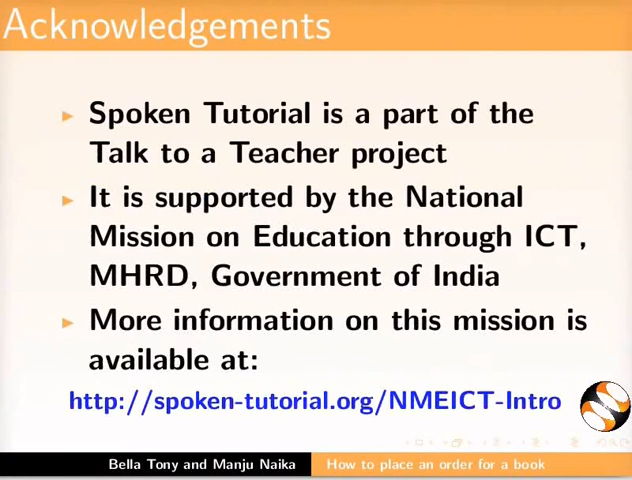 Acknowledgements
Spoken Tutorial is a part of the
Talk to a Teacher project
It is supported by the National
Mission on Education through ICT,
MHRD, Government of India
More information on this mission is
available at:
http://spoken-tutorial.org/NMEICT-Intro
Bella Tony and Manju Naika How to place an order for a book